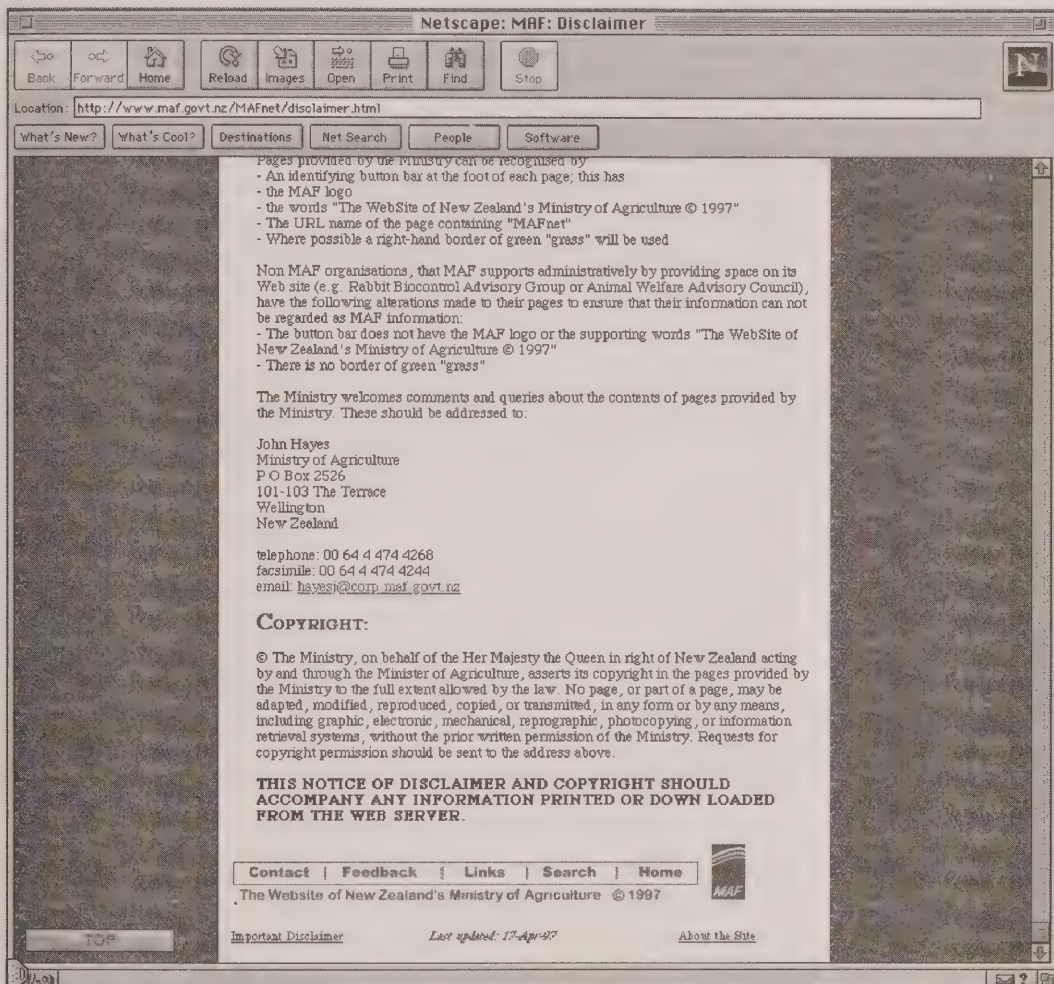 Netscape: MAF: Disclaimer
Back Forward Home Reload Images Open Print Find Stop
N
Location: http://www.maf.govt.nz/MAFnet/disclaimer.html
What's New? What's Cool? Destinations Net Search People Software
Pages provided by the Ministry can be recognised by
- An identifying button bar at the foot of each page; this has
- the MAF logo
- the words "The WebSite of New Zealand's Ministry of Agriculture © 1997"
- The URL name of the page containing "MAFnet"
- Where possible a right-hand border of green "grass" will be used
Non MAF organisations, that MAF supports administratively by providing space on its
Web site (e.g. Rabbit Biocontrol Advisory Group or Animal Welfare Advisory Council),
have the following alterations made to their pages to ensure that their information can not
be regarded as MAF information:
- The button bar does not have the MAF logo or the supporting words "The WebSite of
New Zealand's Ministry of Agriculture © 1997"
- There is no border of green "grass"
The Ministry welcomes comments and queries about the contents of pages provided by
the Ministry. These should be addressed to:
John Hayes
Ministry of Agriculture
P O Box 2526
101-103 The Terrace
Wellington
New Zealand
telephone: 00 64 4 474 4268
facsimile: 00 64 4 474 4244
email: hayesj@corp.maf.govt.nz
COPYRIGHT:
© The Ministry, on behalf of the Her Majesty the Queen in right of New Zealand acting
by and through the Minister of Agriculture, asserts its copyright in the pages provided by
the Ministry to the full extent allowed by the law. No page, or part of a page, may be
adapted, modified, reproduced, copied, or transmitted, in any form or by any means,
including graphic, electronic, mechanical, reprographic, photocopying, or information
retrieval systems, without the prior written permission of the Ministry. Requests for
copyright permission should be sent to the address above.
THIS NOTICE OF DISCLAIMER AND COPYRIGHT SHOULD
ACCOMPANY ANY INFORMATION PRINTED OR DOWN LOADED
FROM THE WEB SERVER.
Contact | Feedback | Links | Search | Home
MAF
The Website of New Zealand's Ministry of Agriculture © 1997
TOP
Important Disclaimer Last updated: 17-Apr-97 About the Site
?